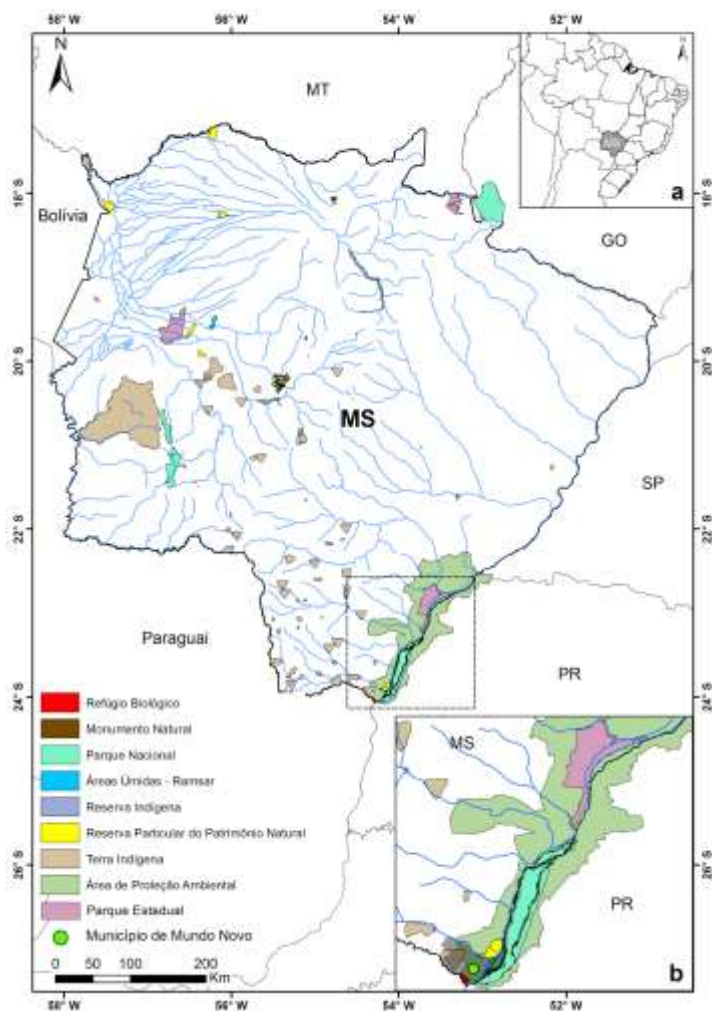 58° W
56° W
54° W
52° W
N
N
MT
a
18°S
18°S
Bolívia
GO
20°S
20°S
MS
SP
22°S
22°S
Paraguai
PR
24°S
24°S
Refúgio Biológico
Monumento Natural
Parque Nacional
Áreas Úmidas - Ramsar
Reserva Indígena
Reserva Particular do Patrimônio Natural
Terra Indígena
Área de Proteção Ambiental
Parque Estadual
Município de Mundo Novo
0 50 100 200
Km
MS
26°S
26°S
PR
b
58° W
56° W
54° W
52° W